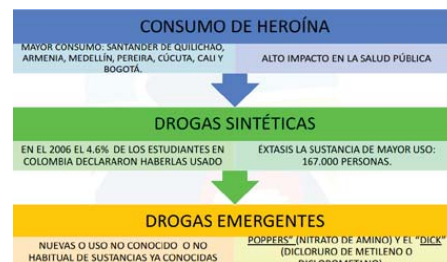 CONSUMO DE HEROÍNA
MAYOR CONSUMO: SANTANDER DE QUILICHAO,
ARMENIA, MEDELLÍN, PEREIRA, CÚCUTA, CALI Y
BOGOTÁ.
ALTO IMPACTO EN LA SALUD PÚBLICA
DROGAS SINTÉTICAS
EN EL 2006 EL 4.6% DE LOS ESTUDIANTES EN
COLOMBIA DECLARARON HABERLAS USADO
ÉXTASIS LA SUSTANCIA DE MAYOR USO:
167.000 PERSONAS.
DROGAS EMERGENTES
NUEVAS O USO NO CONOCIDO O NO
HABITUAL DE SUSTANCIAS YA CONOCIDAS
POPPERS" (NITRATO DE AMINO) Y EL "DICK"
(DICLORURO DE METILENO O
DICLOROMETANO)